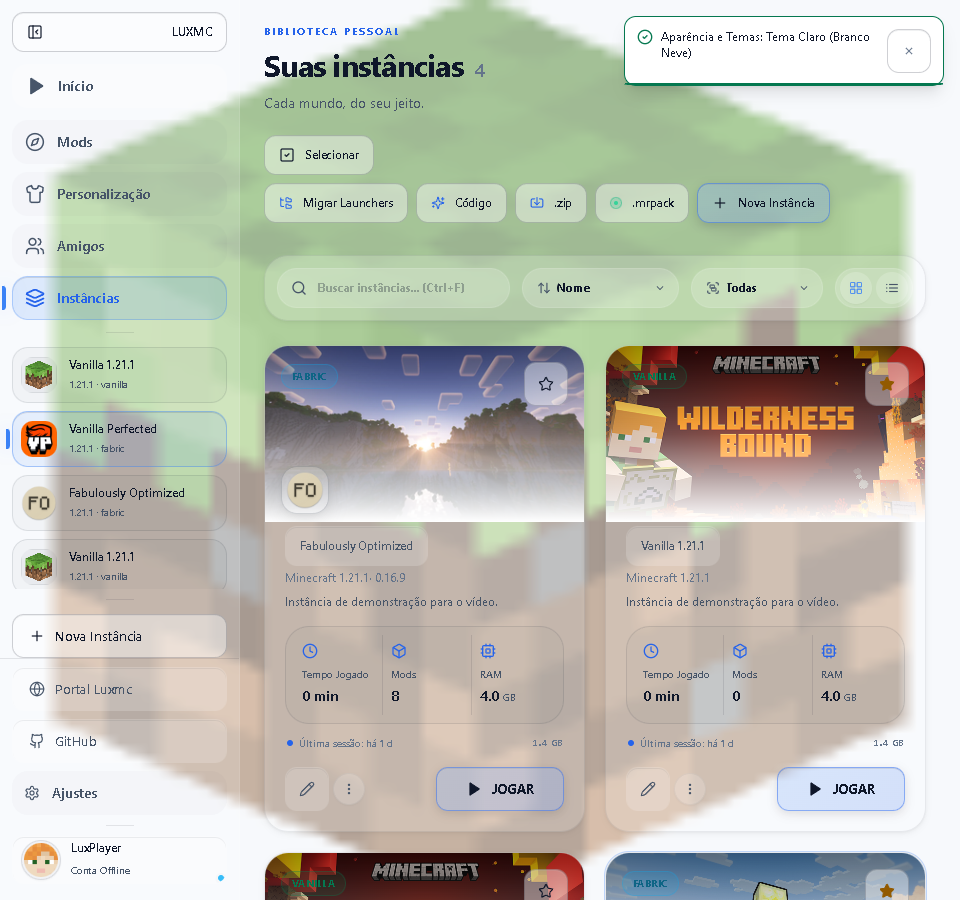 LUXMC
Início
Mods
Personalização
Amigos
Instâncias
Vanilla 1.21.1
1.21.1 · vanilla
VP
Vanilla Perfected
1.21.1 · fabric
FO
Fabulously Optimized
1.21.1 · fabric
Vanilla 1.21.1
1.21.1 · vanilla
Nova Instância
Portal Luxmc
GitHub
Ajustes
LuxPlayer
Conta Offline
BIBLIOTECA PESSOAL
Suas instâncias 4
Cada mundo, do seu jeito.
Aparência e Temas: Tema Claro (Branco
Neve)
Selecionar
Migrar Launchers
Código
.zip
.mrpack
Nova Instância
Buscar instâncias... (Ctrl+F)
Nome
Todas
FABRIC
FO
Fabulously Optimized
Minecraft 1.21.1 · 0.16.9
Instância de demonstração para o vídeo.
Tempo Jogado
Mods
RAM
0 min
8
4.0 GB
Última sessão: há 1 d
1.4 GB
JOGAR
VANILLA
MINECRAFT
WILDERNESS
BOUND
Vanilla 1.21.1
Minecraft 1.21.1
Instância de demonstração para o vídeo.
Tempo Jogado
Mods
RAM
0 min
0
4.0 GB
Última sessão: há 1 d
1.4 GB
JOGAR
VANILLA
MINECRAFT
FABRIC